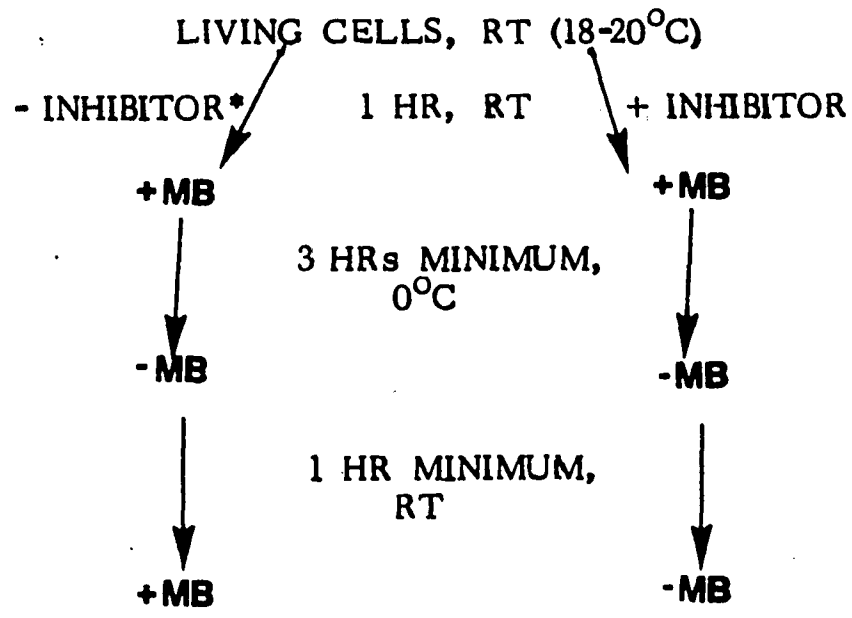 LIVING CELLS, RT (18-20°C)
- INHIBITOR* 1 HR, RT + INHIBITOR
+MB +MB
3 HRs MINIMUM,
0°C
-MB -MB
1 HR MINIMUM,
RT
+MB -MB